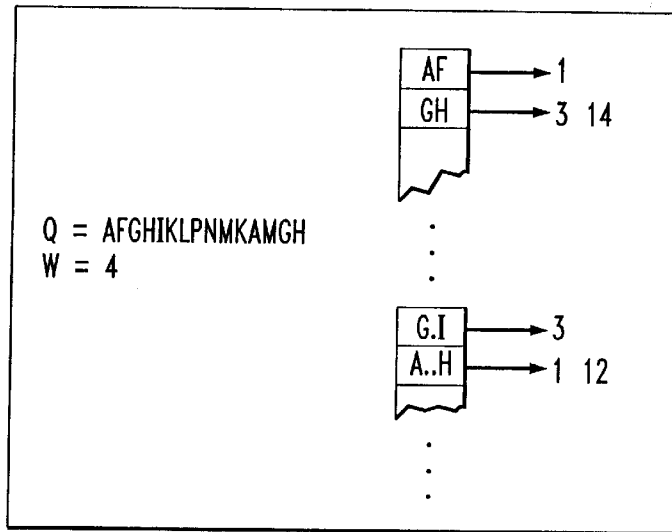 AF 1
GH 3 14
Q = AFGHIKLPNMKAMGH
W = 4
G.I 3
A..H 1 12